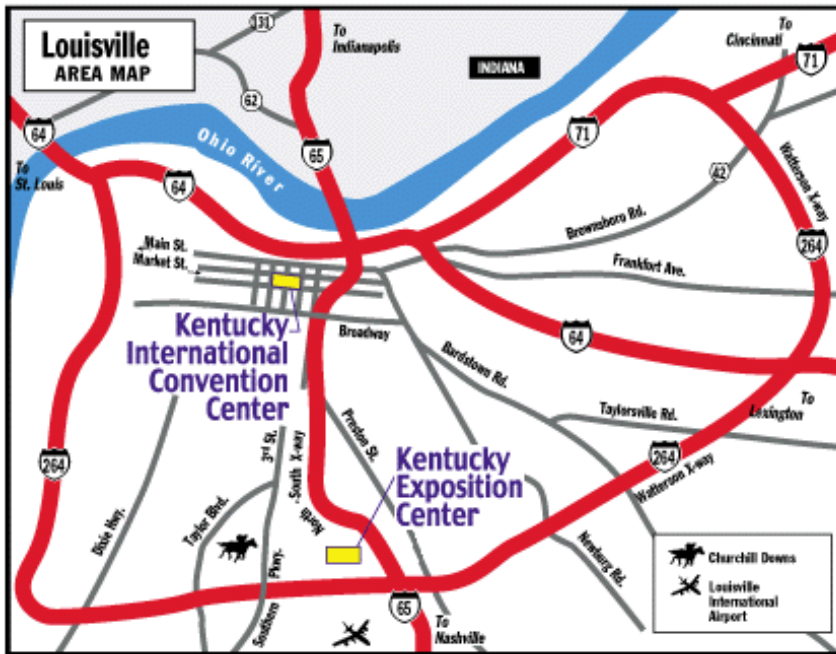 Louisville
AREA MAP
131
To
Indianapolis
INDIANA
To
Cincinnati
71
62
64
65
71
Ohio River
To
St. Louis
64
42
Watterson X-way
264
Brownsboro Rd.
Frankfort Ave.
Main St.
Market St.
Broadway
64
Kentucky
International
Convention
Center
Bardstown Rd.
To
Lexington
Taylorsville Rd.
Preston St.
264
Watterson X-way
264
3rd St.
North-South X-way
Kentucky
Exposition
Center
Dixie Hwy.
Taylor Blvd.
Southern Pkwy.
Newburg Rd.
65
To
Nashville
Churchill Downs
Louisville
International
Airport